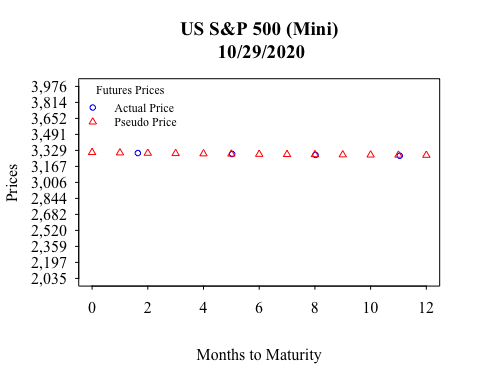 US S&P 500 (Mini)
10/29/2020
Futures Prices
Actual Price
Pseudo Price
Prices
3,976
3,814
3,652
3,491
3,329
3,167
3,006
2,844
2,682
2,520
2,359
2,197
2,035
0 2 4 6 8 10 12
Months to Maturity